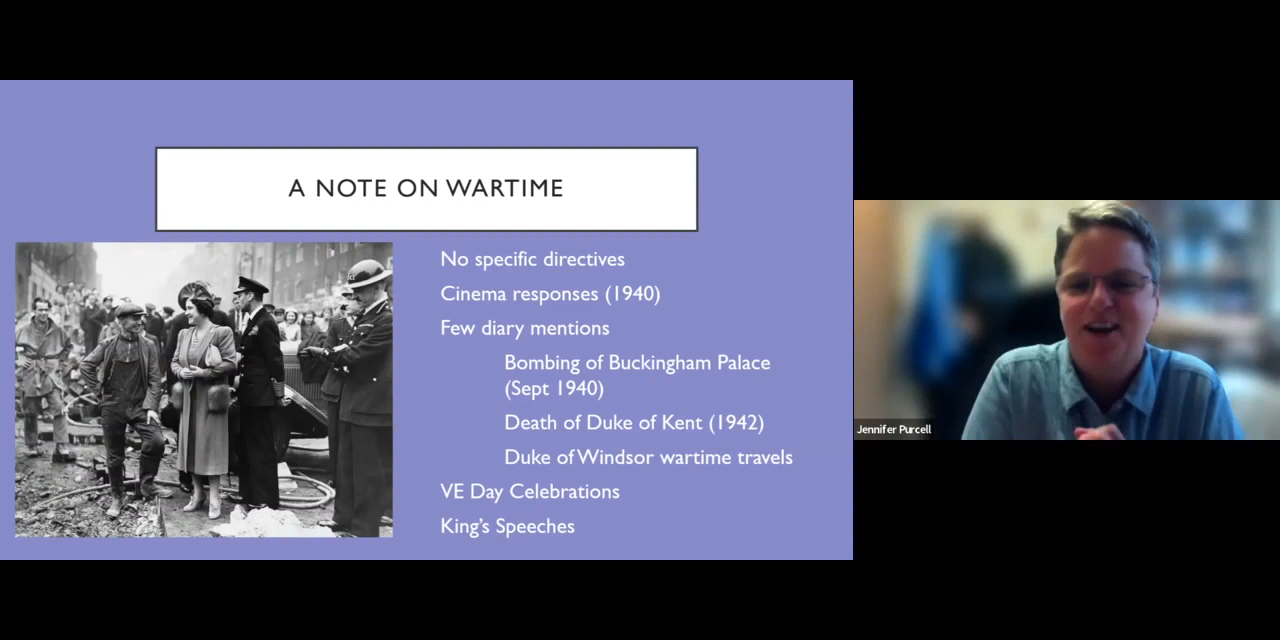 A NOTE ON WARTIME
No specific directives
Cinema responses (1940)
Few diary mentions
Bombing of Buckingham Palace
(Sept 1940)
Death of Duke of Kent (1942)
Duke of Windsor wartime travels
VE Day Celebrations
King's Speeches
Jennifer Purcell